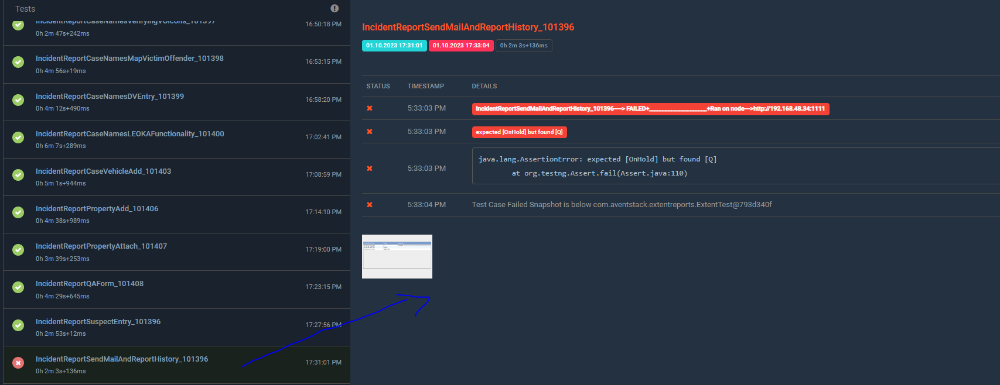 Tests
IncidentReportCaseNamesVerifyingVOIcons_101397
16:50:18 PM
0h 2m 47s+242ms
IncidentReportCaseNamesMapVictimOffender_101398
16:53:15 PM
0h 4m 56s+19ms
IncidentReportCaseNamesDVEntry_101399
16:58:20 PM
0h 4m 12s+490ms
IncidentReportCaseNamesLEOKAFunctionality_101400
17:02:41 PM
0h 6m 7s+289ms
IncidentReportCaseVehicleAdd_101403
17:08:59 PM
0h 5m 1s+944ms
IncidentReportPropertyAdd_101406
17:14:10 PM
0h 4m 38s+989ms
IncidentReportPropertyAttach_101407
17:19:00 PM
0h 3m 39s+253ms
IncidentReportQAForm_101408
17:23:15 PM
0h 4m 29s+645ms
IncidentReportSuspectEntry_101396
17:27:56 PM
0h 2m 53s+12ms
IncidentReportSendMailAndReportHistory_101396
17:31:01 PM
0h 2m 3s+136ms
IncidentReportSendMailAndReportHistory_101396
01.10.2023 17:31:01 01.10.2023 17:33:04 0h 2m 3s+136ms
STATUS TIMESTAMP DETAILS
5:33:03 PM IncidentReportSendMailAndReportHistory_101396---> FAILED+____________________+Ran on node--->http://192.168.48.34:1111
5:33:03 PM expected [OnHold] but found [Q]
java.lang.AssertionError: expected [OnHold] but found [Q]
5:33:03 PM
at org.testng.Assert.fail(Assert.java:110)
5:33:04 PM Test Case Failed Snapshot is below com.aventstack.extentreports.ExtentTest@793d340f